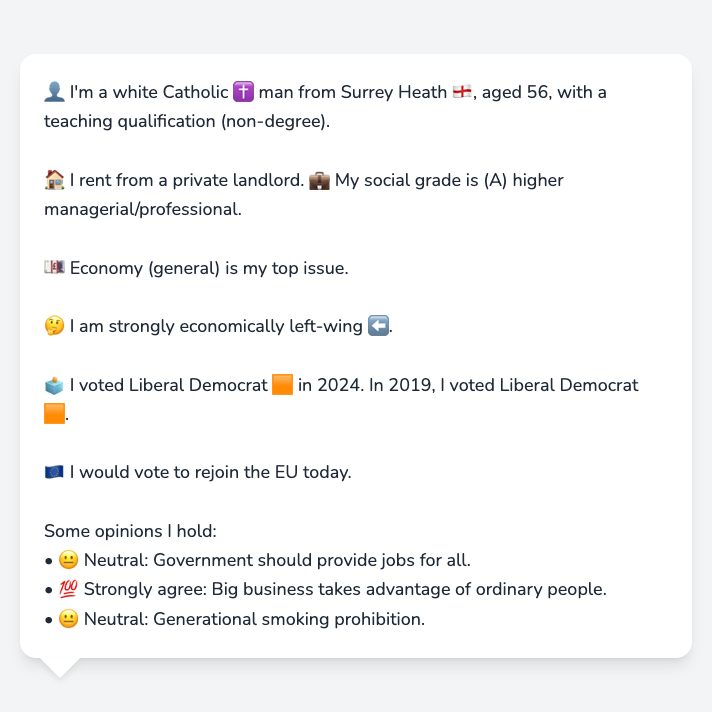 👤 I'm a white Catholic ✝️ man from Surrey Heath 🏴󠁧󠁢󠁥󠁮󠁧󠁿, aged 56, with a
teaching qualification (non-degree).
🏠 I rent from a private landlord. 💼 My social grade is (A) higher
managerial/professional.
💷 Economy (general) is my top issue.
🤔 I am strongly economically left-wing ⬅️.
🗳️ I voted Liberal Democrat 🟧 in 2024. In 2019, I voted Liberal Democrat
🟧.
🇪🇺 I would vote to rejoin the EU today.
Some opinions I hold:
• 😐 Neutral: Government should provide jobs for all.
• 💯 Strongly agree: Big business takes advantage of ordinary people.
• 😐 Neutral: Generational smoking prohibition.